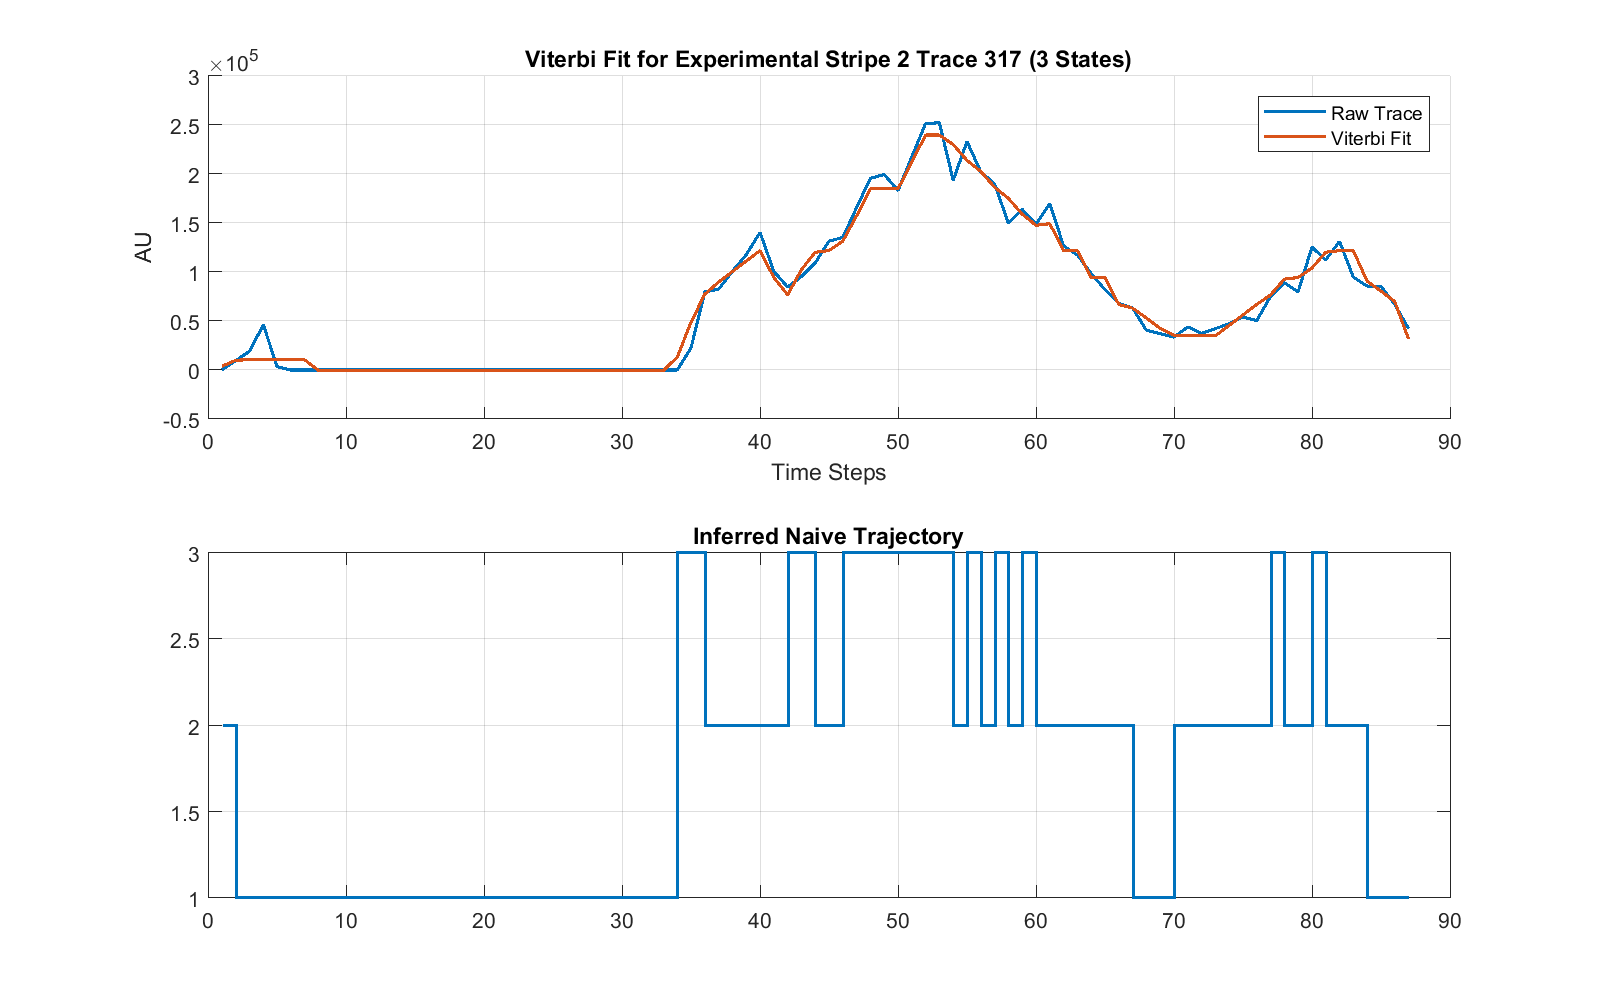 Viterbi Fit for Experimental Stripe 2 Trace 317 (3 States)
×10^5
3
2.5
2
1.5
1
0.5
0
-0.5
AU
Raw Trace
Viterbi Fit
0 10 20 30 40 50 60 70 80 90
Time Steps
Inferred Naive Trajectory
3
2.5
2
1.5
1
0 10 20 30 40 50 60 70 80 90